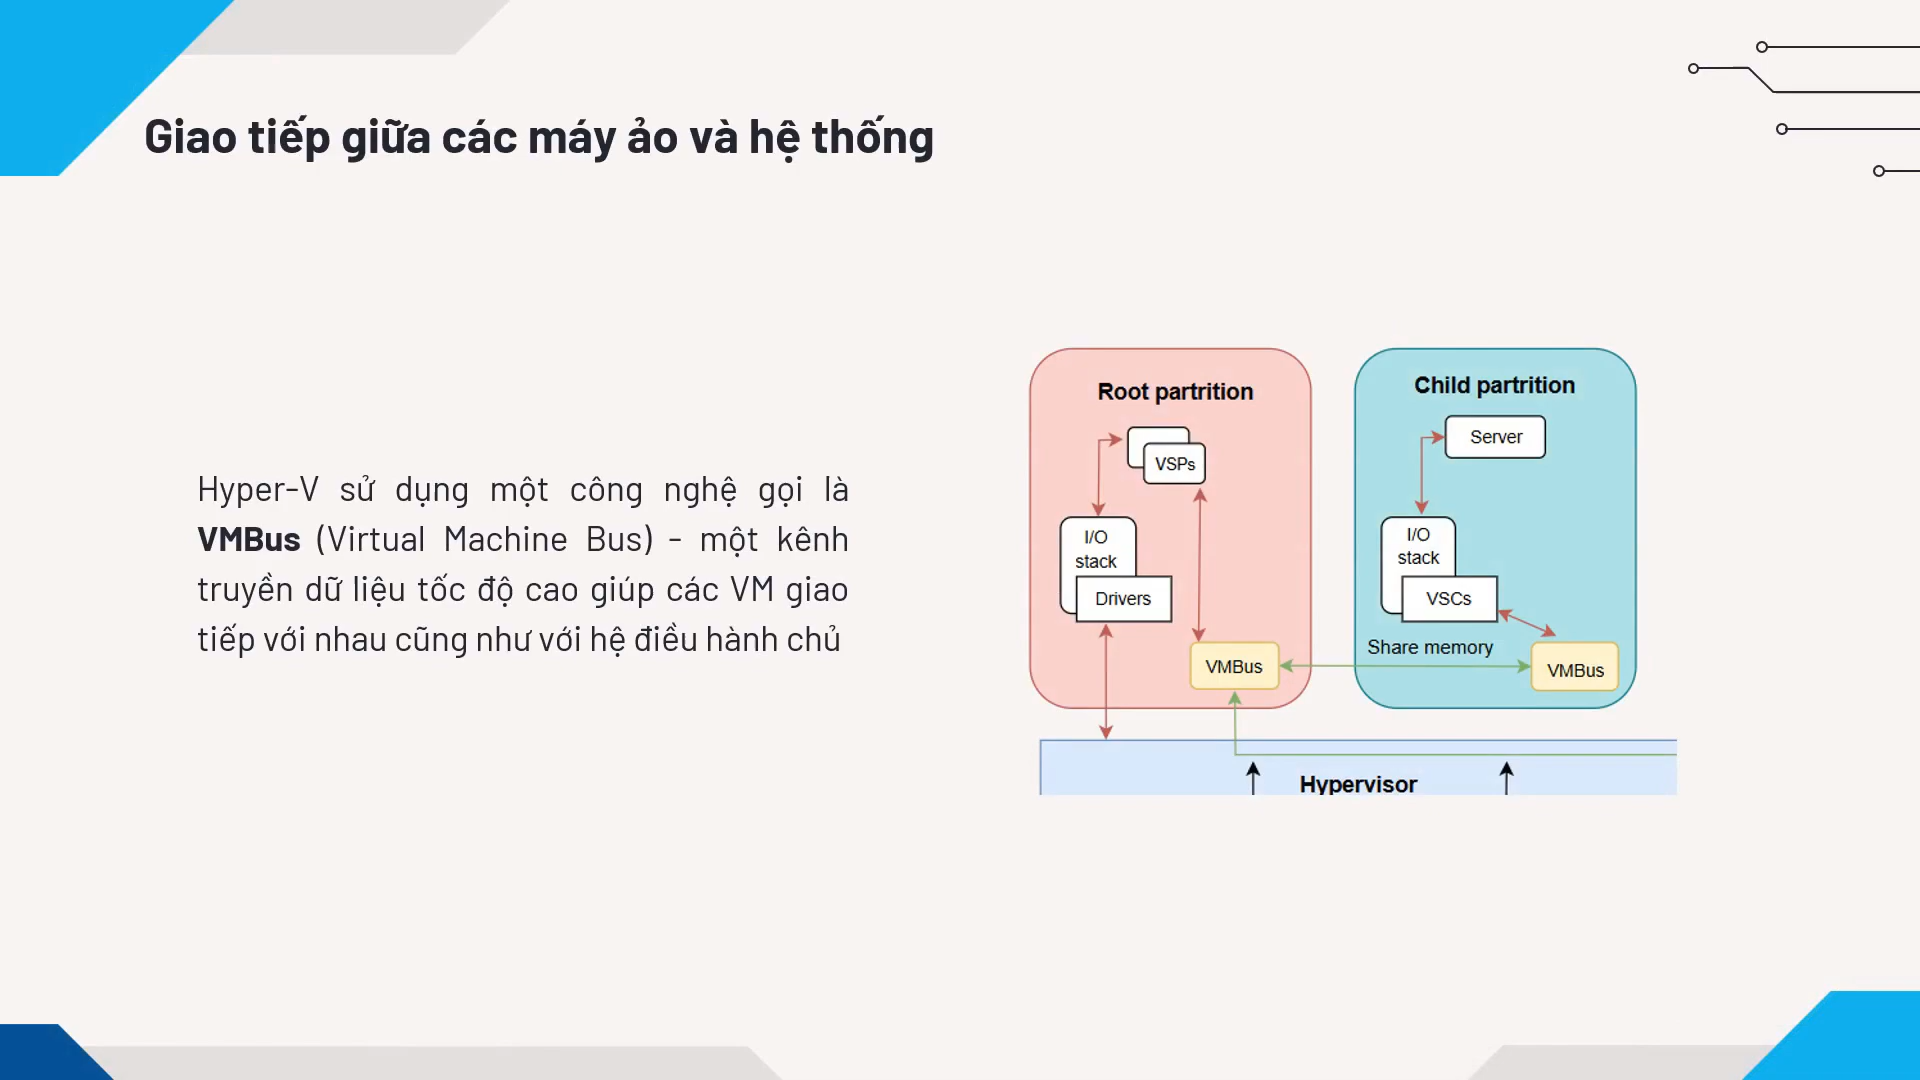 Giao tiếp giữa các máy ảo và hệ thống
Hyper-V sử dụng một công nghệ gọi là
VMBus (Virtual Machine Bus) - một kênh
truyền dữ liệu tốc độ cao giúp các VM giao
tiếp với nhau cũng như với hệ điều hành chủ
Root partrition
VSPs
I/O
stack
Drivers
VMBus
Child partrition
Server
I/O
stack
VSCs
Share memory
VMBus
Hypervisor